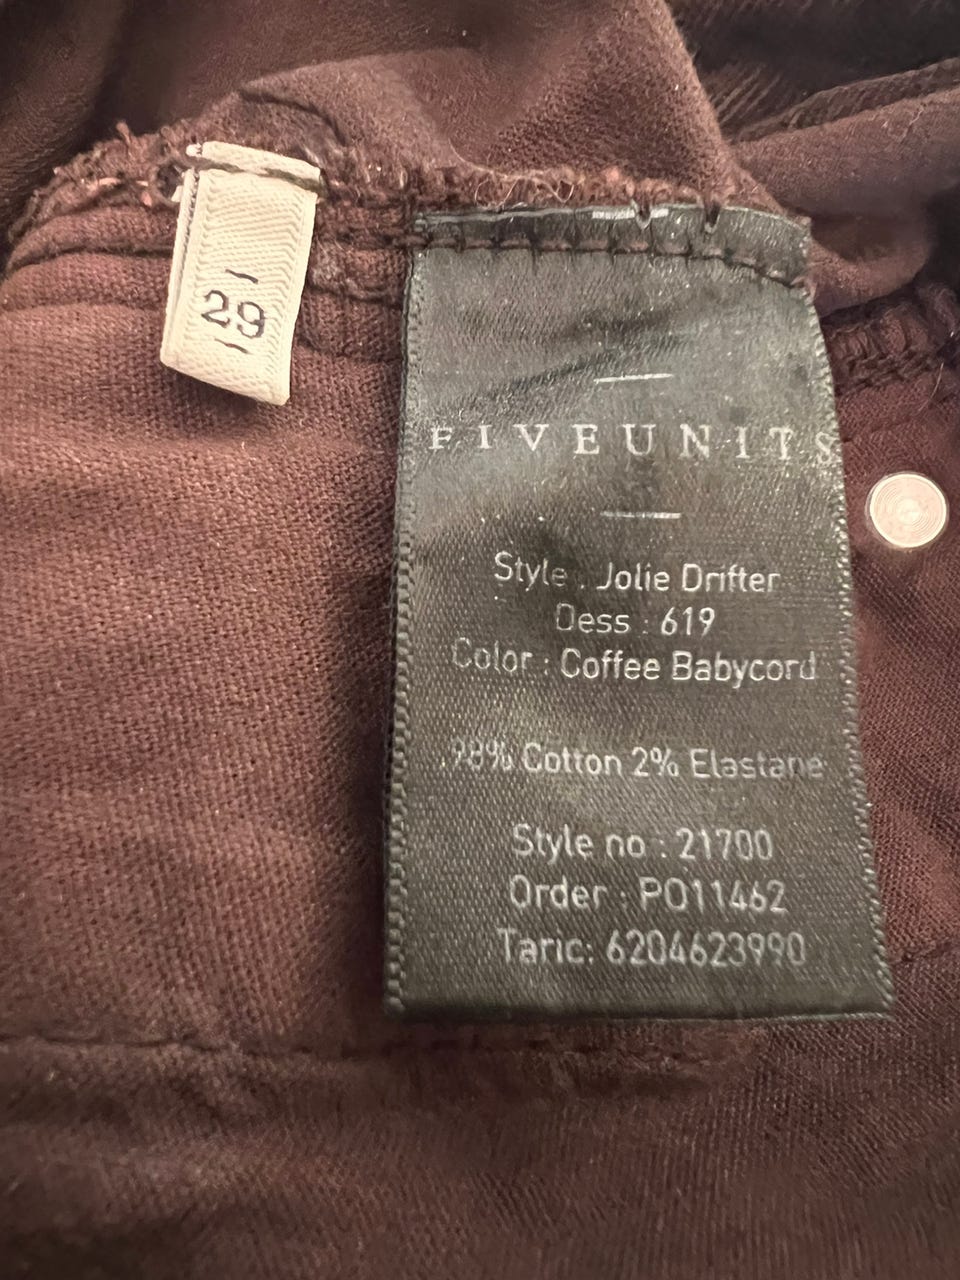 29
FIVEUNITS
Style : Jolie Drifter
Dess : 619
Color : Coffee Babycord
98% Cotton 2% Elastane
Style no : 21700
Order : PO11462
Taric: 6204623990